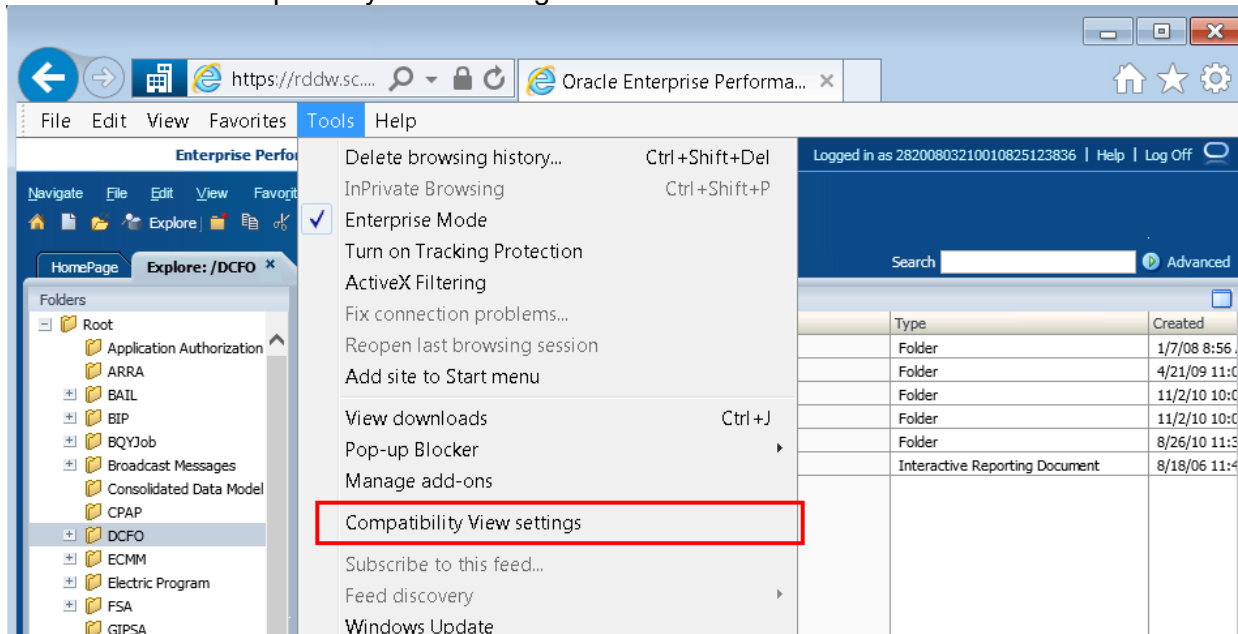 https://rddw.sc.... Oracle Enterprise Performa...
File Edit View Favorites Tools Help
Enterprise Perfo
Logged in as 28200803210010825123836 | Help | Log Off
Navigate File Edit View Favorit
Explore
HomePage Explore: /DCFO
Search Advanced
Folders
Root
Application Authorization
ARRA
BAIL
BIP
BQYJob
Broadcast Messages
Consolidated Data Model
CPAP
DCFO
ECMM
Electric Program
FSA
GIPSA
Delete browsing history... Ctrl+Shift+Del
InPrivate Browsing Ctrl+Shift+P
Enterprise Mode
Turn on Tracking Protection
ActiveX Filtering
Fix connection problems...
Reopen last browsing session
Add site to Start menu
View downloads Ctrl+J
Pop-up Blocker
Manage add-ons
Compatibility View settings
Subscribe to this feed...
Feed discovery
Windows Update
Type Created
Folder 1/7/08 8:56
Folder 4/21/09 11:0
Folder 11/2/10 10:0
Folder 11/2/10 10:0
Folder 8/26/10 11:3
Interactive Reporting Document 8/18/06 11:4